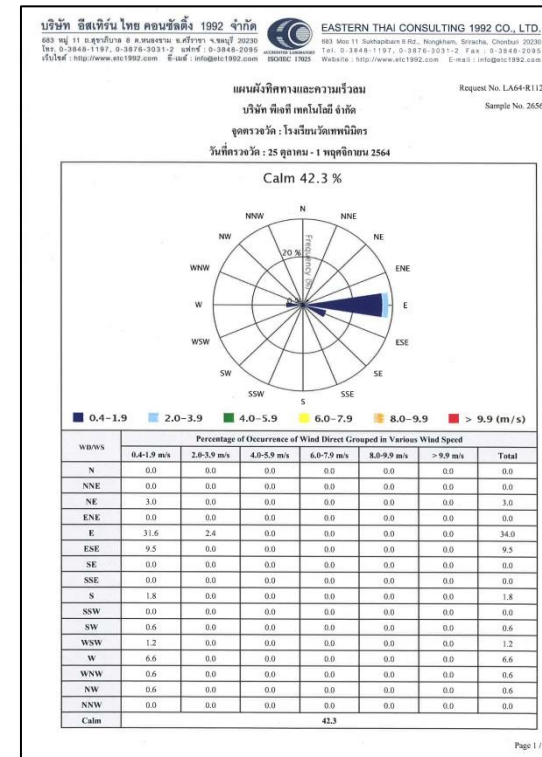 บริษัท อีสเทิร์น ไทย คอนซัลติ้ง 1992 จำกัด
683 หมู่ 11 ถ.สุขาภิบาล 8 ต.หนองขาม อ.ศรีราชา จ.ชลบุรี 20230
โทร. 0-3848-1197, 0-3876-3031-2 แฟกซ์ : 0-3848-2095
เว็บไซต์ : http://www.etc1992.com อี-เมล์ : info@etc1992.com
ACCREDITED LABORATORY
ISO/IEC 17025
EASTERN THAI CONSULTING 1992 CO., LTD.
683 Moo 11 Sukhapibarn 8 Rd., Nongkham, Sriracha, Chonburi 20230
Tel. 0-3848-1197, 0-3876-3031-2 Fax : 0-3848-2095
Website : http://www.etc1992.com E-mail : info@etc1992.com
แผนผังทิศทางและความเร็วลม
Request No. LA64-R112
บริษัท พีเจที เทคโนโลยี จำกัด
Sample No. 2656
จุดตรวจวัด : โรงเรียนวัดเทพนิมิตร
วันที่ตรวจวัด : 25 ตุลาคม - 1 พฤศจิกายน 2564
Calm 42.3 %
N
NNW NNE
NW NE
20 %
Frequency (%)
WNW ENE
W E
WSW ESE
SW SE
SSW SSE
S
0.4-1.9 2.0-3.9 4.0-5.9 6.0-7.9 8.0-9.9 > 9.9 (m/s)
WD/WS Percentage of Occurrence of Wind Direct Grouped in Various Wind Speed
0.4-1.9 m/s 2.0-3.9 m/s 4.0-5.9 m/s 6.0-7.9 m/s 8.0-9.9 m/s > 9.9 m/s Total
N 0.0 0.0 0.0 0.0 0.0 0.0 0.0
NNE 0.0 0.0 0.0 0.0 0.0 0.0 0.0
NE 3.0 0.0 0.0 0.0 0.0 0.0 3.0
ENE 0.0 0.0 0.0 0.0 0.0 0.0 0.0
E 31.6 2.4 0.0 0.0 0.0 0.0 34.0
ESE 9.5 0.0 0.0 0.0 0.0 0.0 9.5
SE 0.0 0.0 0.0 0.0 0.0 0.0 0.0
SSE 0.0 0.0 0.0 0.0 0.0 0.0 0.0
S 1.8 0.0 0.0 0.0 0.0 0.0 1.8
SSW 0.0 0.0 0.0 0.0 0.0 0.0 0.0
SW 0.6 0.0 0.0 0.0 0.0 0.0 0.6
WSW 1.2 0.0 0.0 0.0 0.0 0.0 1.2
W 6.6 0.0 0.0 0.0 0.0 0.0 6.6
WNW 0.6 0.0 0.0 0.0 0.0 0.0 0.6
NW 0.6 0.0 0.0 0.0 0.0 0.0 0.6
NNW 0.0 0.0 0.0 0.0 0.0 0.0 0.0
Calm 42.3
Page 1 /